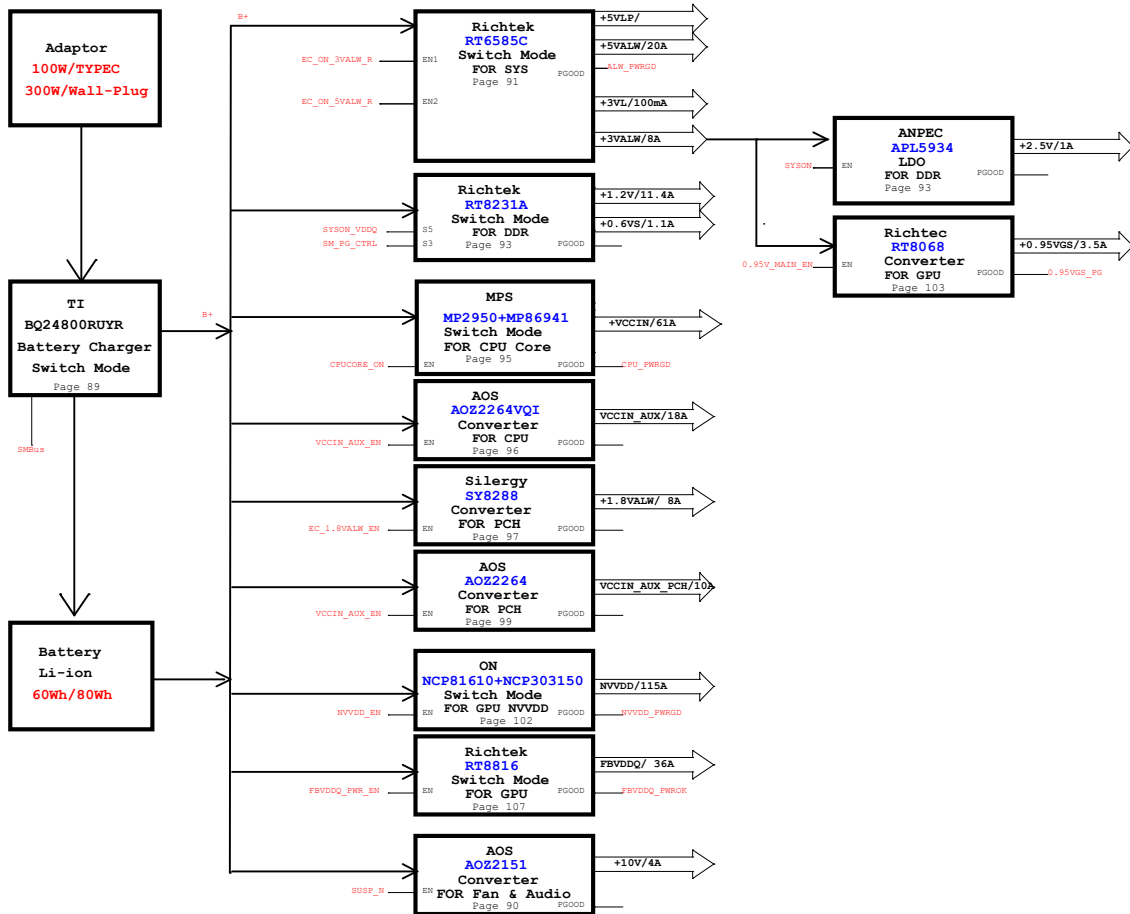 Adaptor
100W/TYPEC
300W/Wall-Plug
TI
BQ24800RUYR
Battery Charger
Switch Mode
Page 89
SMBus
Battery
Li-ion
60Wh/80Wh
B+
B+
Richtek
RT6585C
Switch Mode
FOR SYS
Page 91
EC_ON_3VALW_R
EN1
EC_ON_5VALW_R
EN2
PGOOD
ALW_PWRGD
+5VLP/
+5VALW/20A
+3VL/100mA
+3VALW/8A
ANPEC
APL5934
LDO
FOR DDR
Page 93
SYSON
EN
PGOOD
+2.5V/1A
Richtec
RT8068
Converter
FOR GPU
Page 103
0.95V_MAIN_EN
EN
PGOOD
0.95VGS_PG
+0.95VGS/3.5A
Richtek
RT8231A
Switch Mode
FOR DDR
Page 93
SYSON_VDDQ
S5
SM_PG_CTRL
S3
PGOOD
+1.2V/11.4A
+0.6VS/1.1A
MPS
MP2950+MP86941
Switch Mode
FOR CPU Core
Page 95
CPUCORE_ON
EN
PGOOD
CPU_PWRGD
+VCCIN/61A
AOS
AOZ2264VQI
Converter
FOR CPU
Page 96
VCCIN_AUX_EN
EN
PGOOD
VCCIN_AUX/18A
Silergy
SY8288
Converter
FOR PCH
Page 97
EC_1.8VALW_EN
EN
PGOOD
+1.8VALW/ 8A
AOS
AOZ2264
Converter
FOR PCH
Page 99
VCCIN_AUX_EN
EN
PGOOD
VCCIN_AUX_PCH/10A
ON
NCP81610+NCP303150
Switch Mode
FOR GPU NVVDD
Page 102
NVVDD_EN
EN
PGOOD
NVVDD_PWRGD
NVVDD/115A
Richtek
RT8816
Switch Mode
FOR GPU
Page 107
FBVDDQ_PWR_EN
EN
PGOOD
FBVDDQ_PWROK
FBVDDQ/ 36A
AOS
AOZ2151
Converter
FOR Fan & Audio
Page 90
SUSP_N
EN
PGOOD
+10V/4A